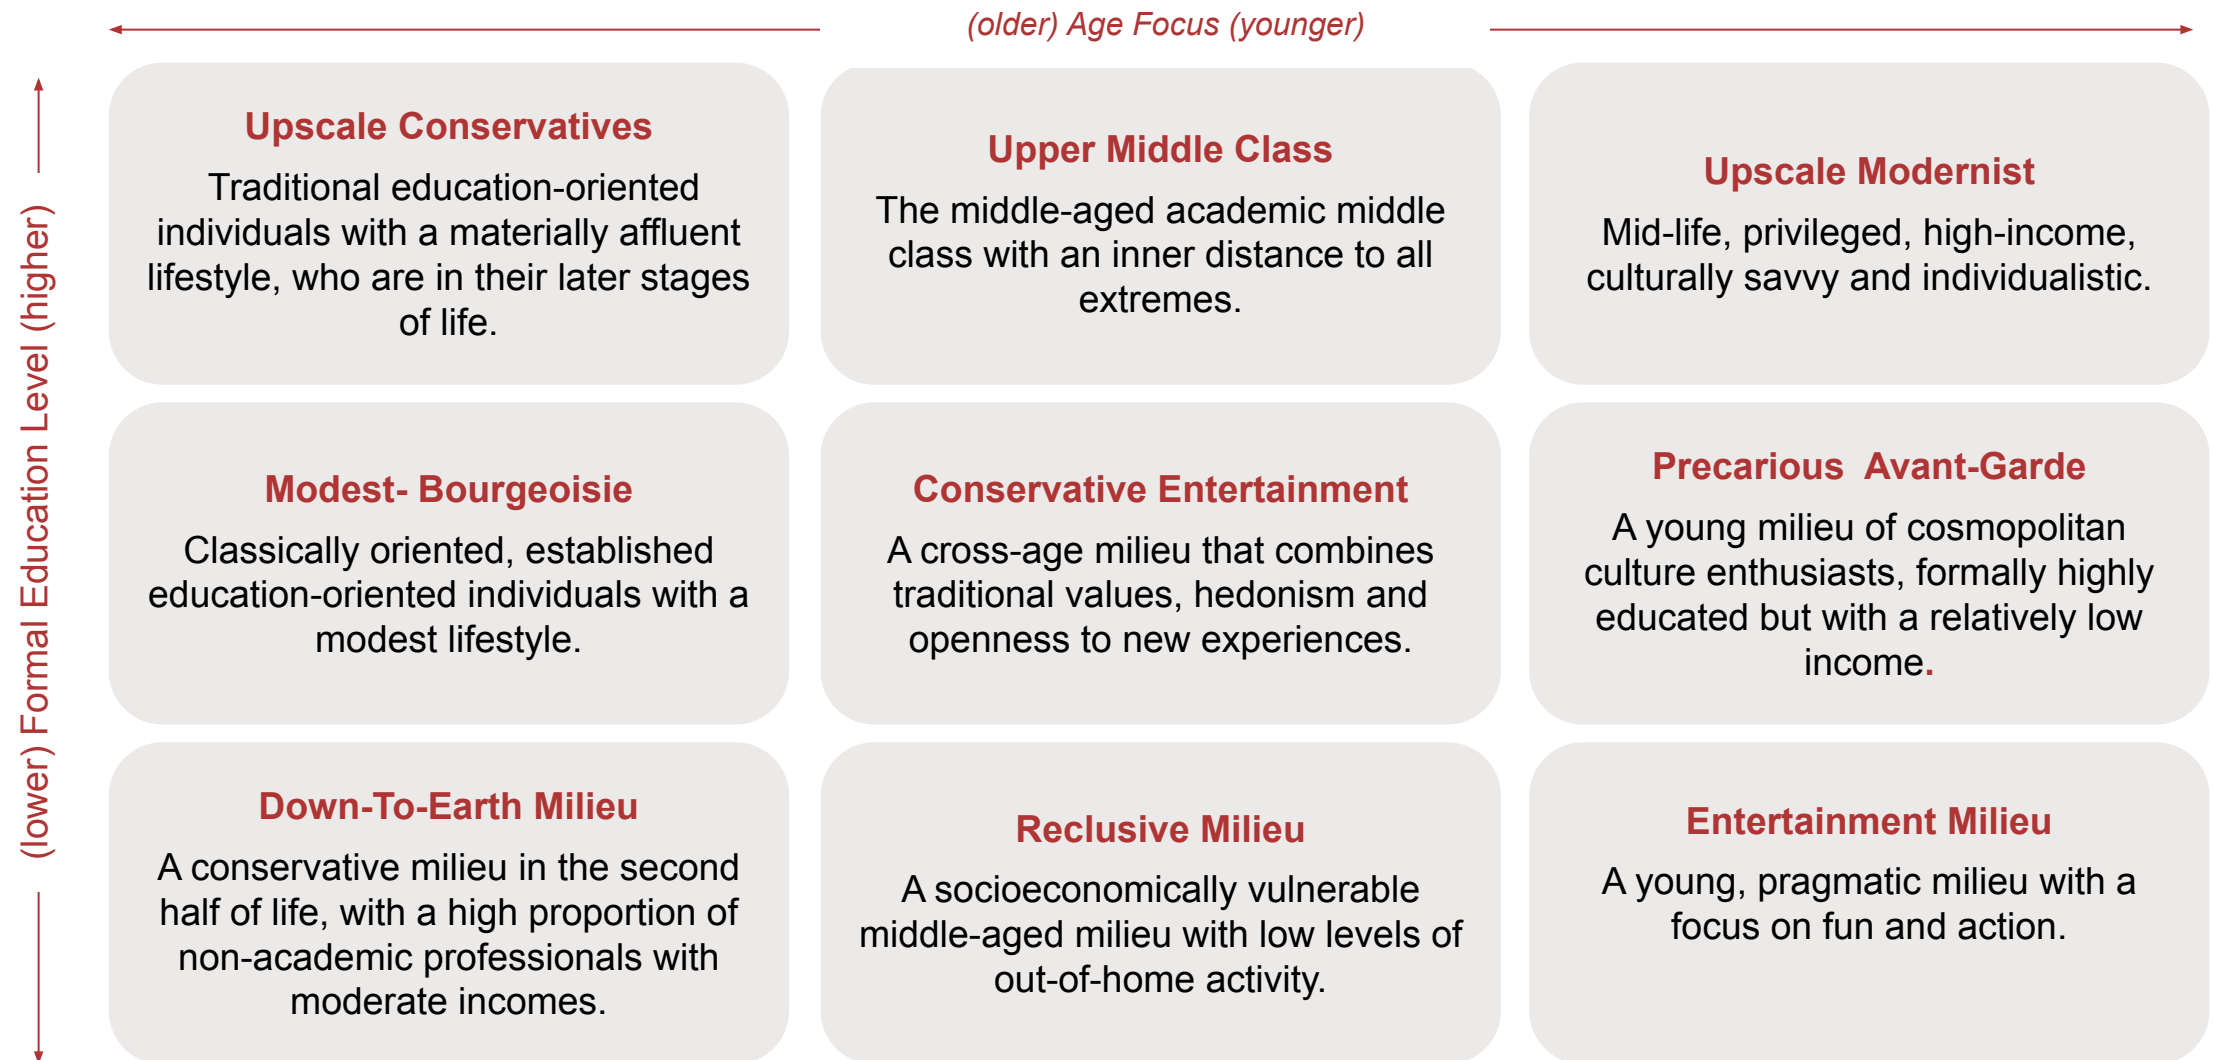 (older) Age Focus (younger)
(lower) Formal Education Level (higher)
Upscale Conservatives
Traditional education-oriented
individuals with a materially affluent
lifestyle, who are in their later stages
of life.
Upper Middle Class
The middle-aged academic middle
class with an inner distance to all
extremes.
Upscale Modernist
Mid-life, privileged, high-income,
culturally savvy and individualistic.
Modest- Bourgeoisie
Classically oriented, established
education-oriented individuals with a
modest lifestyle.
Conservative Entertainment
A cross-age milieu that combines
traditional values, hedonism and
openness to new experiences.
Precarious  Avant-Garde
A young milieu of cosmopolitan
culture enthusiasts, formally highly
educated but with a relatively low
income.
Down-To-Earth Milieu
A conservative milieu in the second
half of life, with a high proportion of
non-academic professionals with
moderate incomes.
Reclusive Milieu
A socioeconomically vulnerable
middle-aged milieu with low levels of
out-of-home activity.
Entertainment Milieu
A young, pragmatic milieu with a
focus on fun and action.